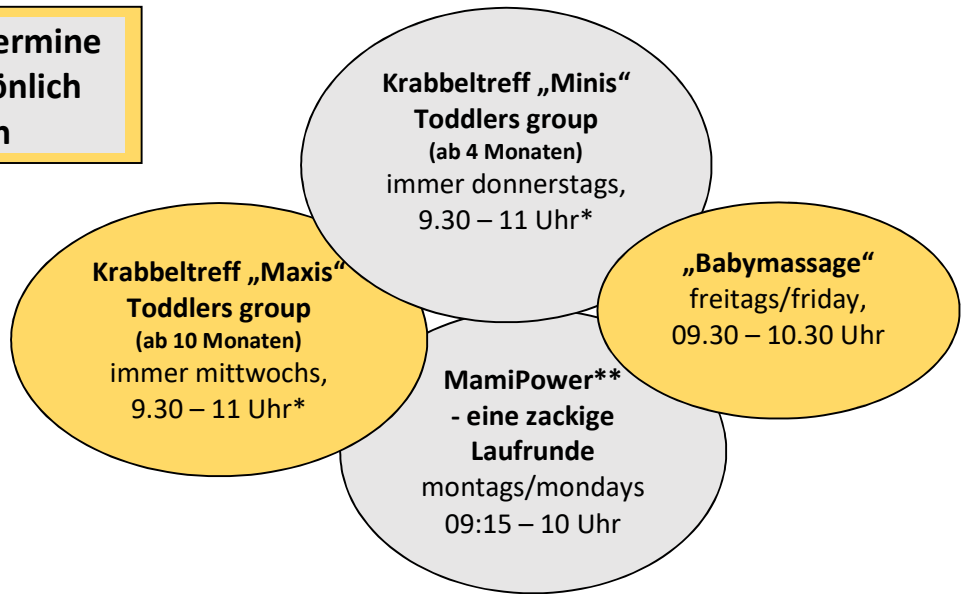 ermine
önlich
Krabbeltreff „Minis“
Toddlers group
(ab 4 Monaten)
immer donnerstags,
9.30 – 11 Uhr*
Krabbeltreff „Maxis“
Toddlers group
(ab 10 Monaten)
immer mittwochs,
9.30 – 11 Uhr*
„Babymassage“
freitags/friday,
09.30 – 10.30 Uhr
MamiPower**
- eine zackige
Laufrunde
montags/mondays
09:15 – 10 Uhr